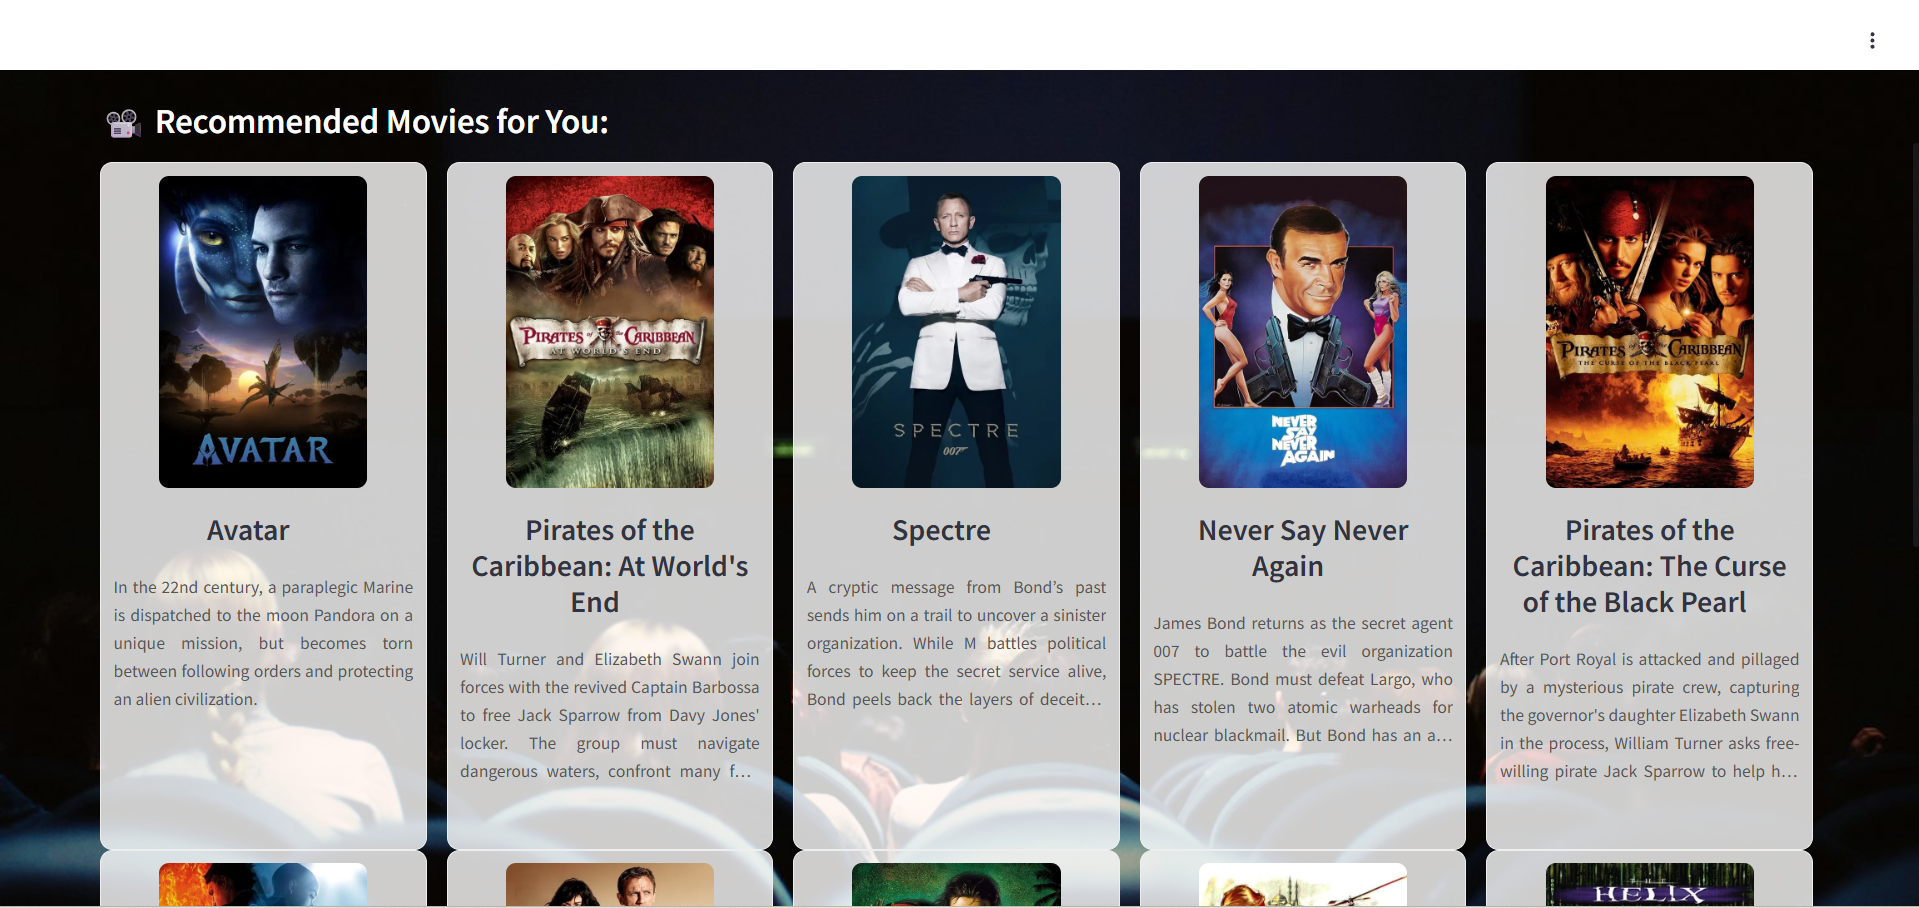 Recommended Movies for You:
AVATAR
PIRATES of the CARIBBEAN
AT WORLD'S END
SPECTRE
007
NEVER
SAY
NEVER
AGAIN
PIRATES of the CARIBBEAN
THE CURSE OF THE BLACK PEARL
Avatar
In the 22nd century, a paraplegic Marine
is dispatched to the moon Pandora on a
unique mission, but becomes torn
between following orders and protecting
an alien civilization.
Pirates of the
Caribbean: At World's
End
Will Turner and Elizabeth Swann join
forces with the revived Captain Barbossa
to free Jack Sparrow from Davy Jones'
locker. The group must navigate
dangerous waters, confront many f...
Spectre
A cryptic message from Bond’s past
sends him on a trail to uncover a sinister
organization. While M battles political
forces to keep the secret service alive,
Bond peels back the layers of deceit...
Never Say Never
Again
James Bond returns as the secret agent
007 to battle the evil organization
SPECTRE. Bond must defeat Largo, who
has stolen two atomic warheads for
nuclear blackmail. But Bond has an a...
Pirates of the
Caribbean: The Curse
of the Black Pearl
After Port Royal is attacked and pillaged
by a mysterious pirate crew, capturing
the governor's daughter Elizabeth Swann
in the process, William Turner asks free-
willing pirate Jack Sparrow to help h...
HELIX